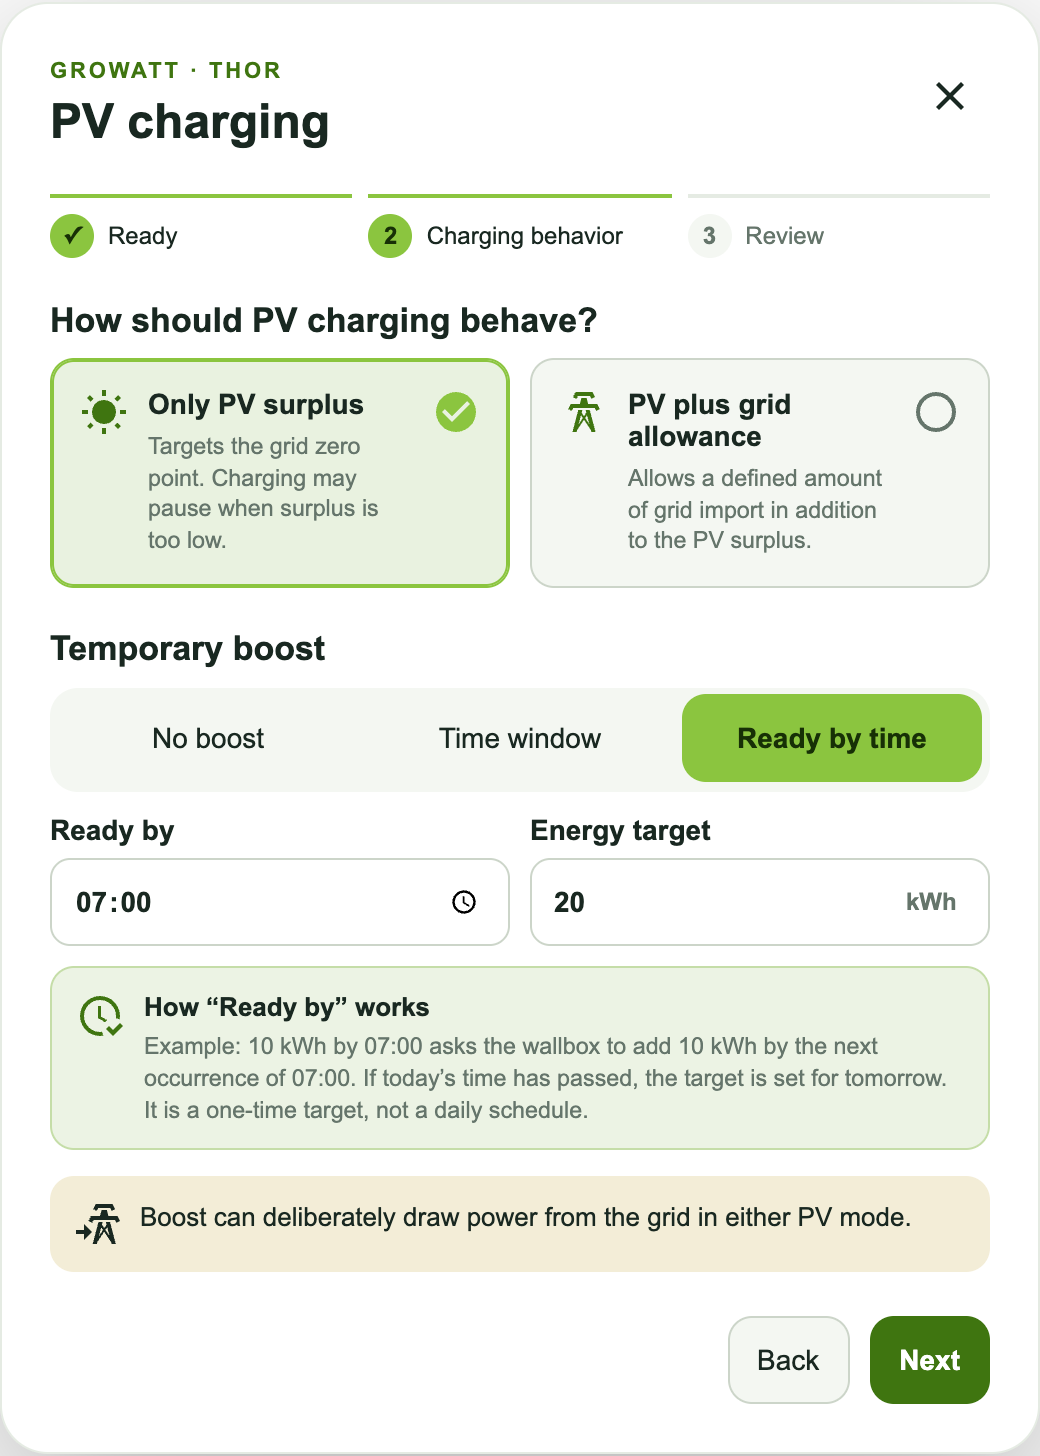 GROWATT · THOR
PV charging
✓ Ready
2 Charging behavior
3 Review
How should PV charging behave?
Only PV surplus
Targets the grid zero
point. Charging may
pause when surplus is
too low.
PV plus grid
allowance
Allows a defined amount
of grid import in addition
to the PV surplus.
Temporary boost
No boost
Time window
Ready by time
Ready by
07:00
Energy target
20 kWh
How “Ready by” works
Example: 10 kWh by 07:00 asks the wallbox to add 10 kWh by the next
occurrence of 07:00. If today’s time has passed, the target is set for tomorrow.
It is a one-time target, not a daily schedule.
Boost can deliberately draw power from the grid in either PV mode.
Back
Next